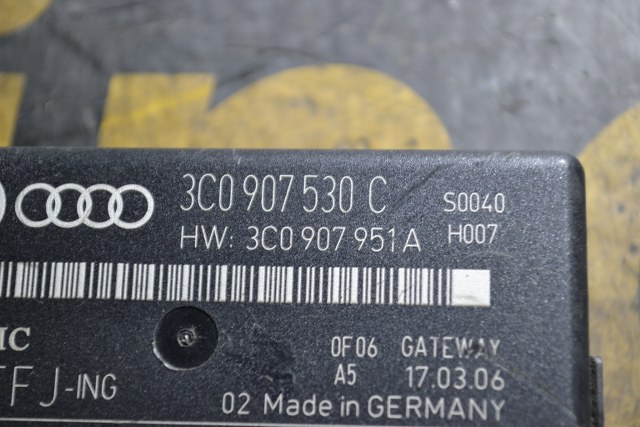 3C0 907 530 C S0040
HW: 3C0 907 951 A H007
IC
0F06 GATEWAY
FJ-ING A5 17.03.06
02 Made in GERMANY